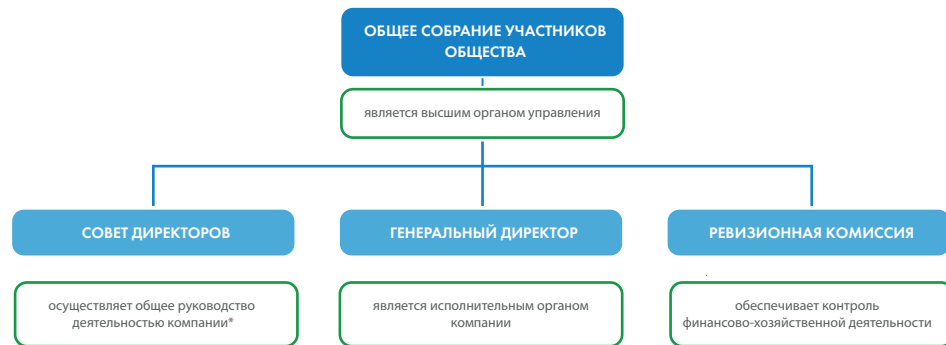 ОБЩЕЕ СОБРАНИЕ УЧАСТНИКОВ
ОБЩЕСТВА
является высшим органом управления
СОВЕТ ДИРЕКТОРОВ
ГЕНЕРАЛЬНЫЙ ДИРЕКТОР
РЕВИЗИОННАЯ КОМИССИЯ
осуществляет общее руководство
деятельностью компании*
является исполнительным органом
компании
обеспечивает контроль
финансово-хозяйственной деятельности